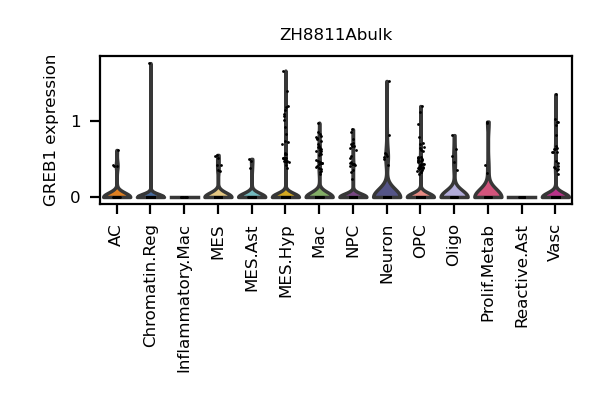 ZH8811Abulk
GREB1 expression
1
0
AC
Chromatin.Reg
Inflammatory.Mac
MES
MES.Ast
MES.Hyp
Mac
NPC
Neuron
OPC
Oligo
Prolif.Metab
Reactive.Ast
Vasc